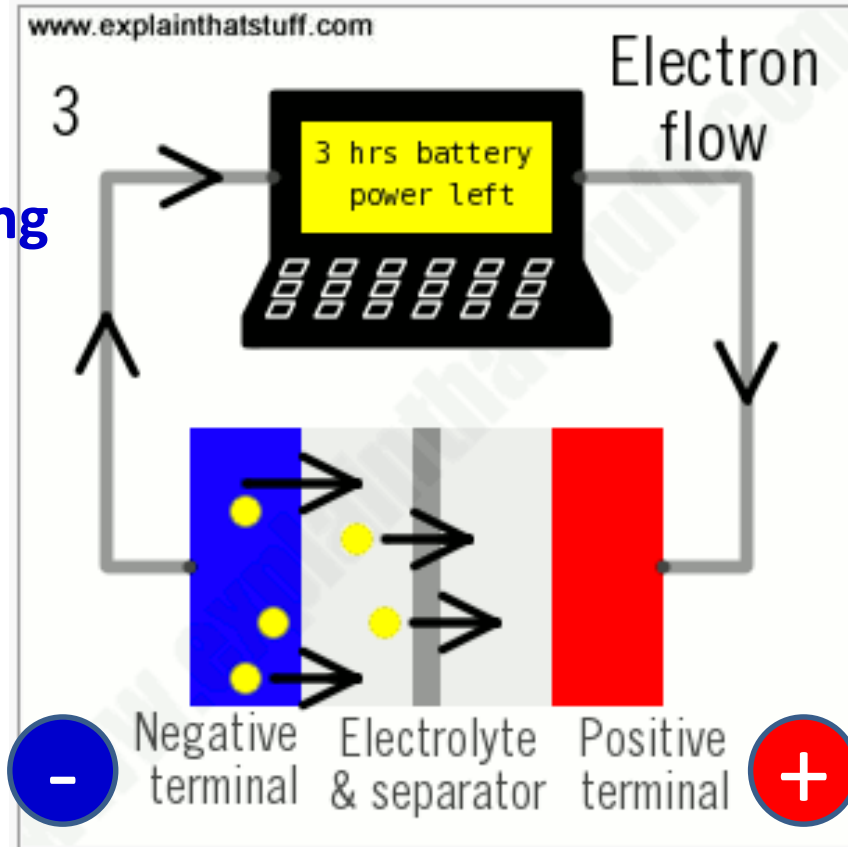 www.explainthatstuff.com
3
Electron
flow
3 hrs battery
power left
ng
Negative
terminal
Electrolyte
& separator
Positive
terminal
-
+